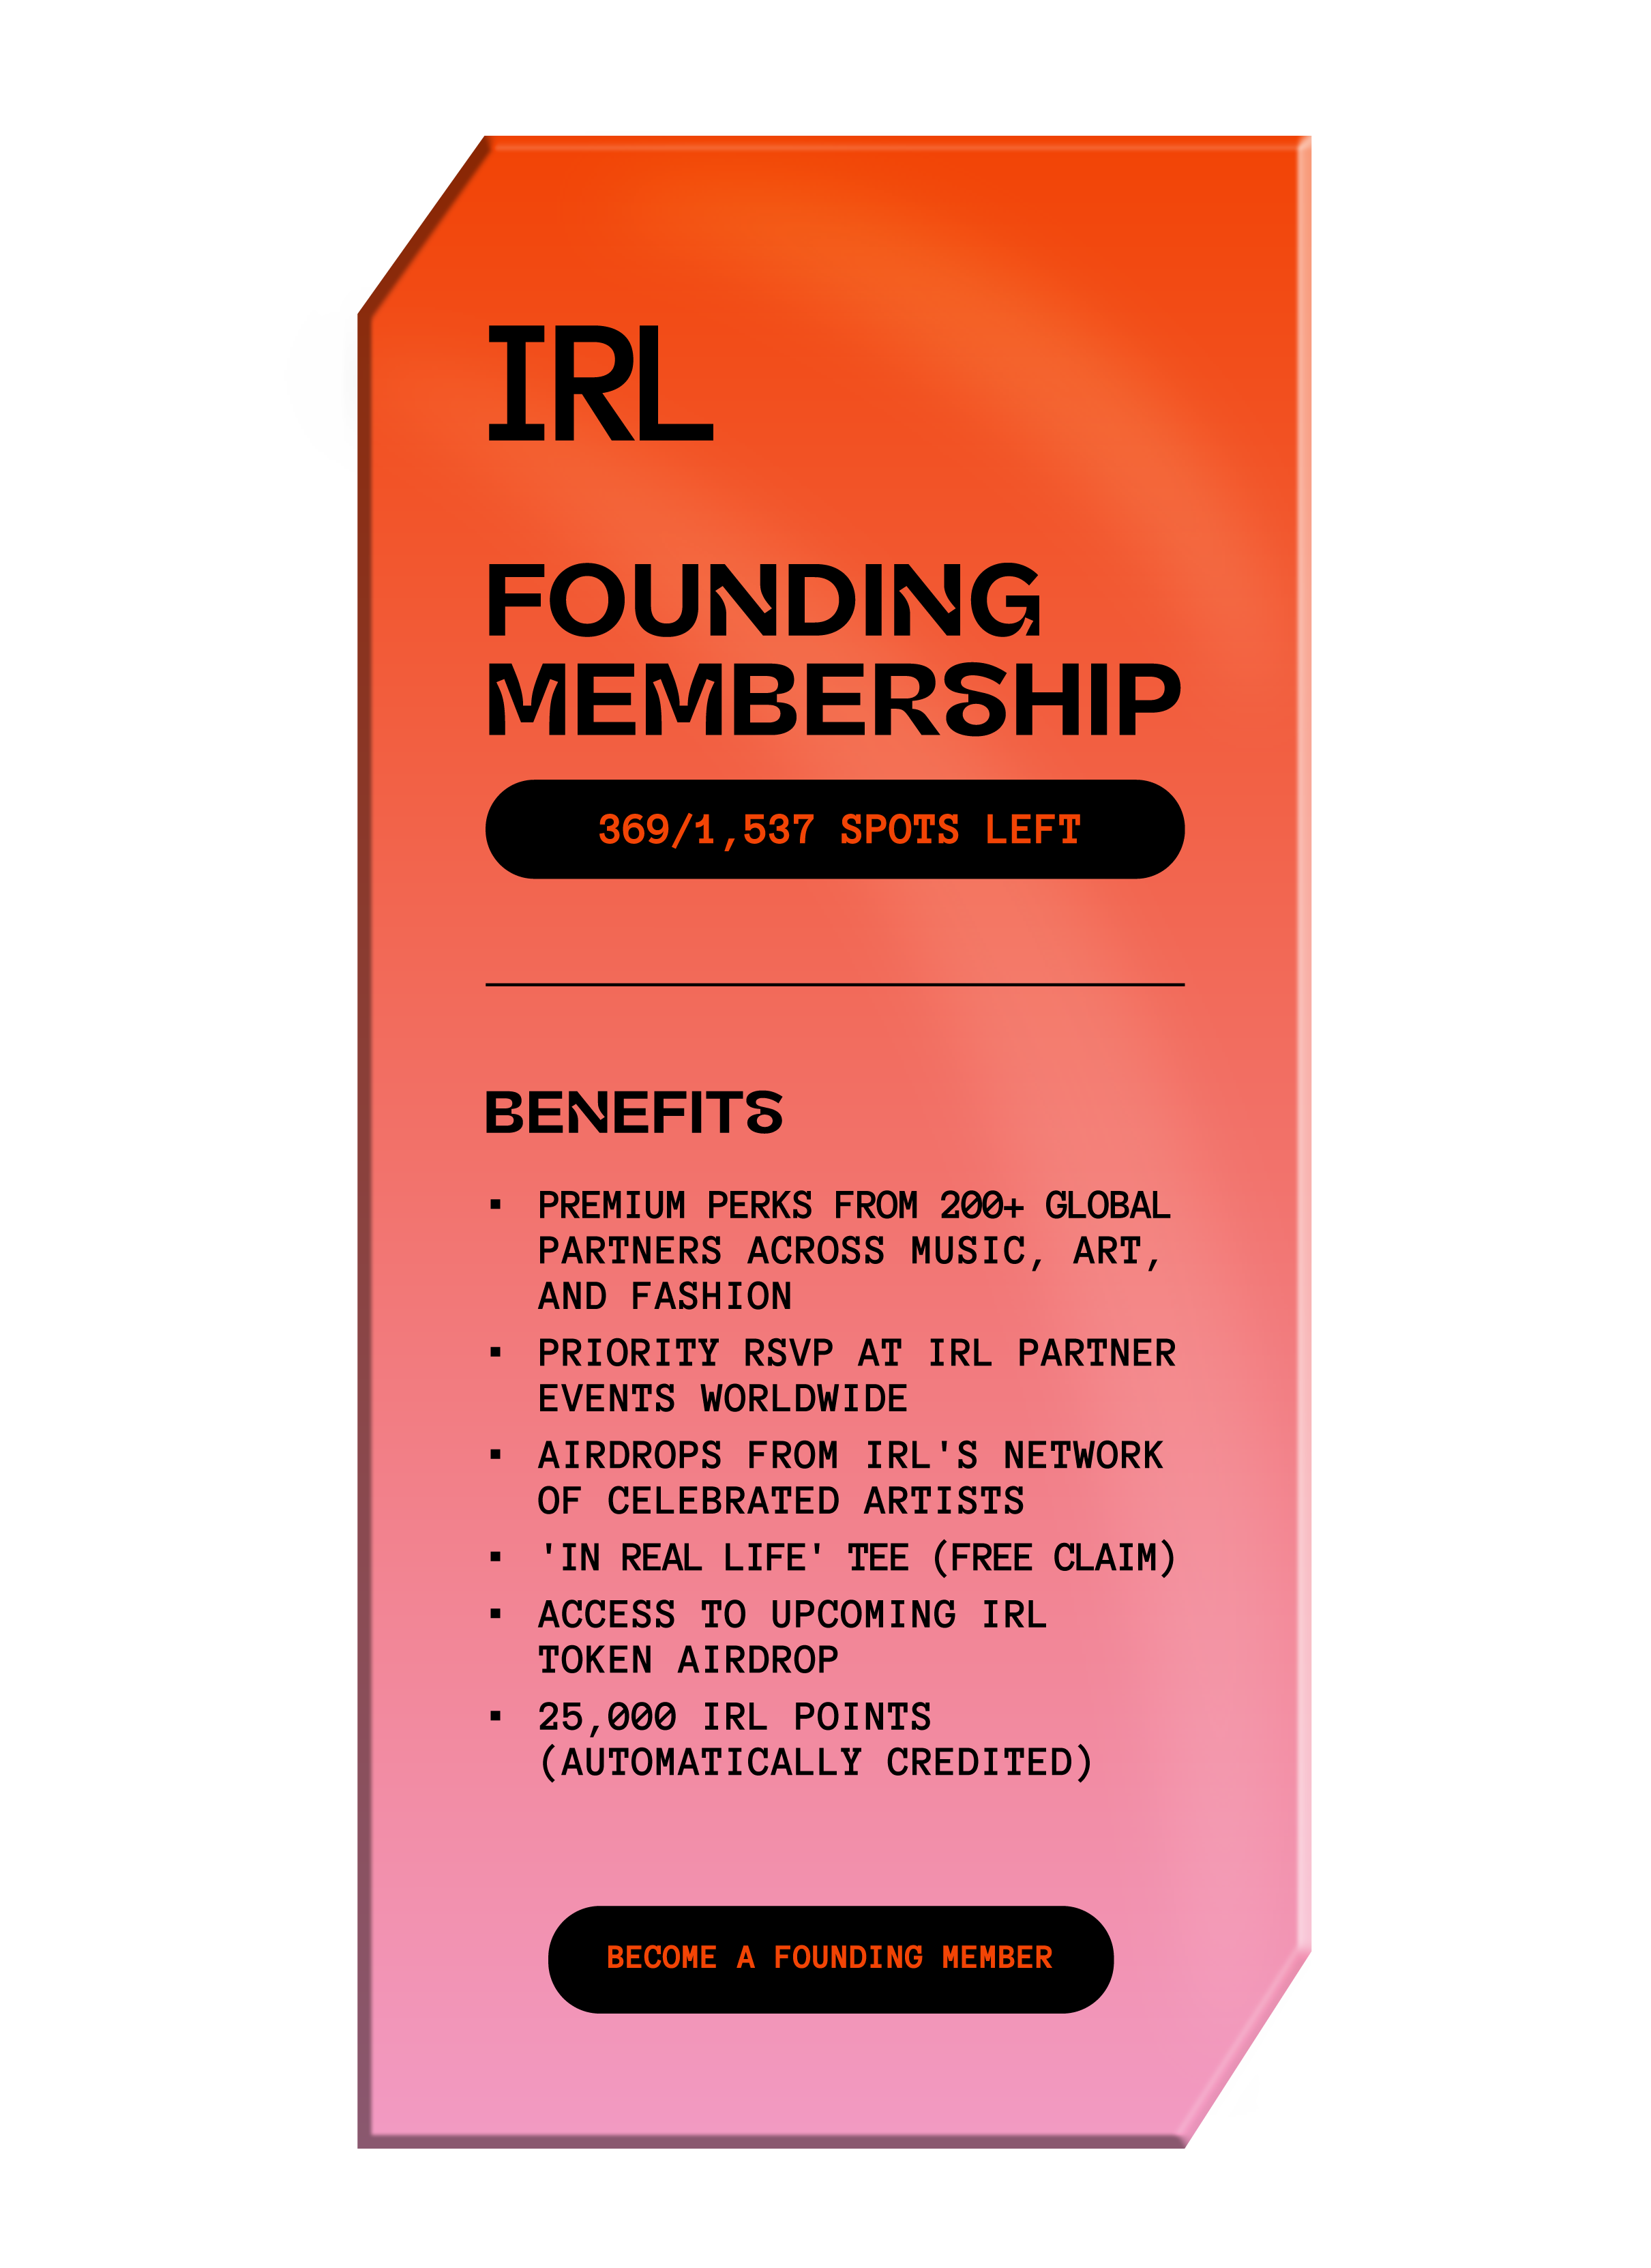 IRL
FOUNDING
MEMBERSHIP
369/1,537 SPOTS LEFT
BENEFITS
▪ PREMIUM PERKS FROM 200+ GLOBAL
PARTNERS ACROSS MUSIC, ART,
AND FASHION
▪ PRIORITY RSVP AT IRL PARTNER
EVENTS WORLDWIDE
▪ AIRDROPS FROM IRL'S NETWORK
OF CELEBRATED ARTISTS
▪ 'IN REAL LIFE' TEE (FREE CLAIM)
▪ ACCESS TO UPCOMING IRL
TOKEN AIRDROP
▪ 25,000 IRL POINTS
(AUTOMATICALLY CREDITED)
BECOME A FOUNDING MEMBER